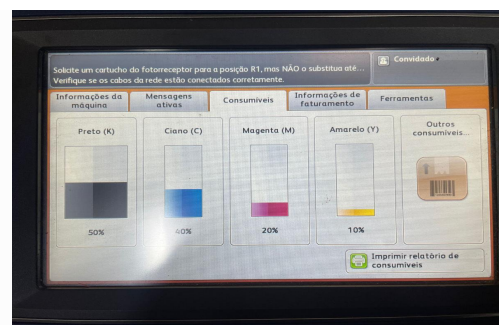 Solicite um cartucho do fotorreceptor para a posição R1, mas NÃO o substitua até...
Verifique se os cabos da rede estão conectados corretamente.
Convidado
Informações da
máquina
Mensagens
ativas
Consumíveis
Informações de
faturamento
Ferramentas
Preto (K)
50%
Ciano (C)
40%
Magenta (M)
20%
Amarelo (Y)
10%
Outros
consumíveis...
Imprimir relatório de
consumíveis